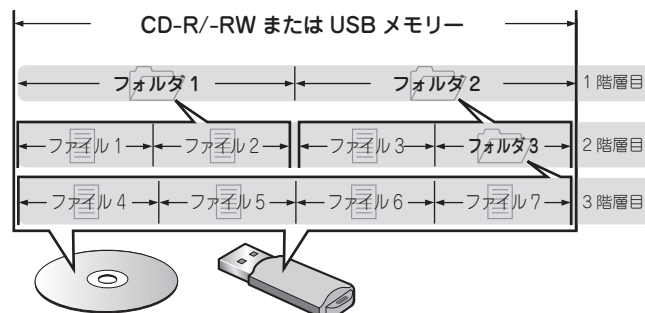 CD-R/-RW または USB メモリー
フォルダ 1 フォルダ 2 1 階層目
ファイル 1 ファイル 2 ファイル 3 フォルダ 3 2 階層目
ファイル 4 ファイル 5 ファイル 6 ファイル 7 3 階層目